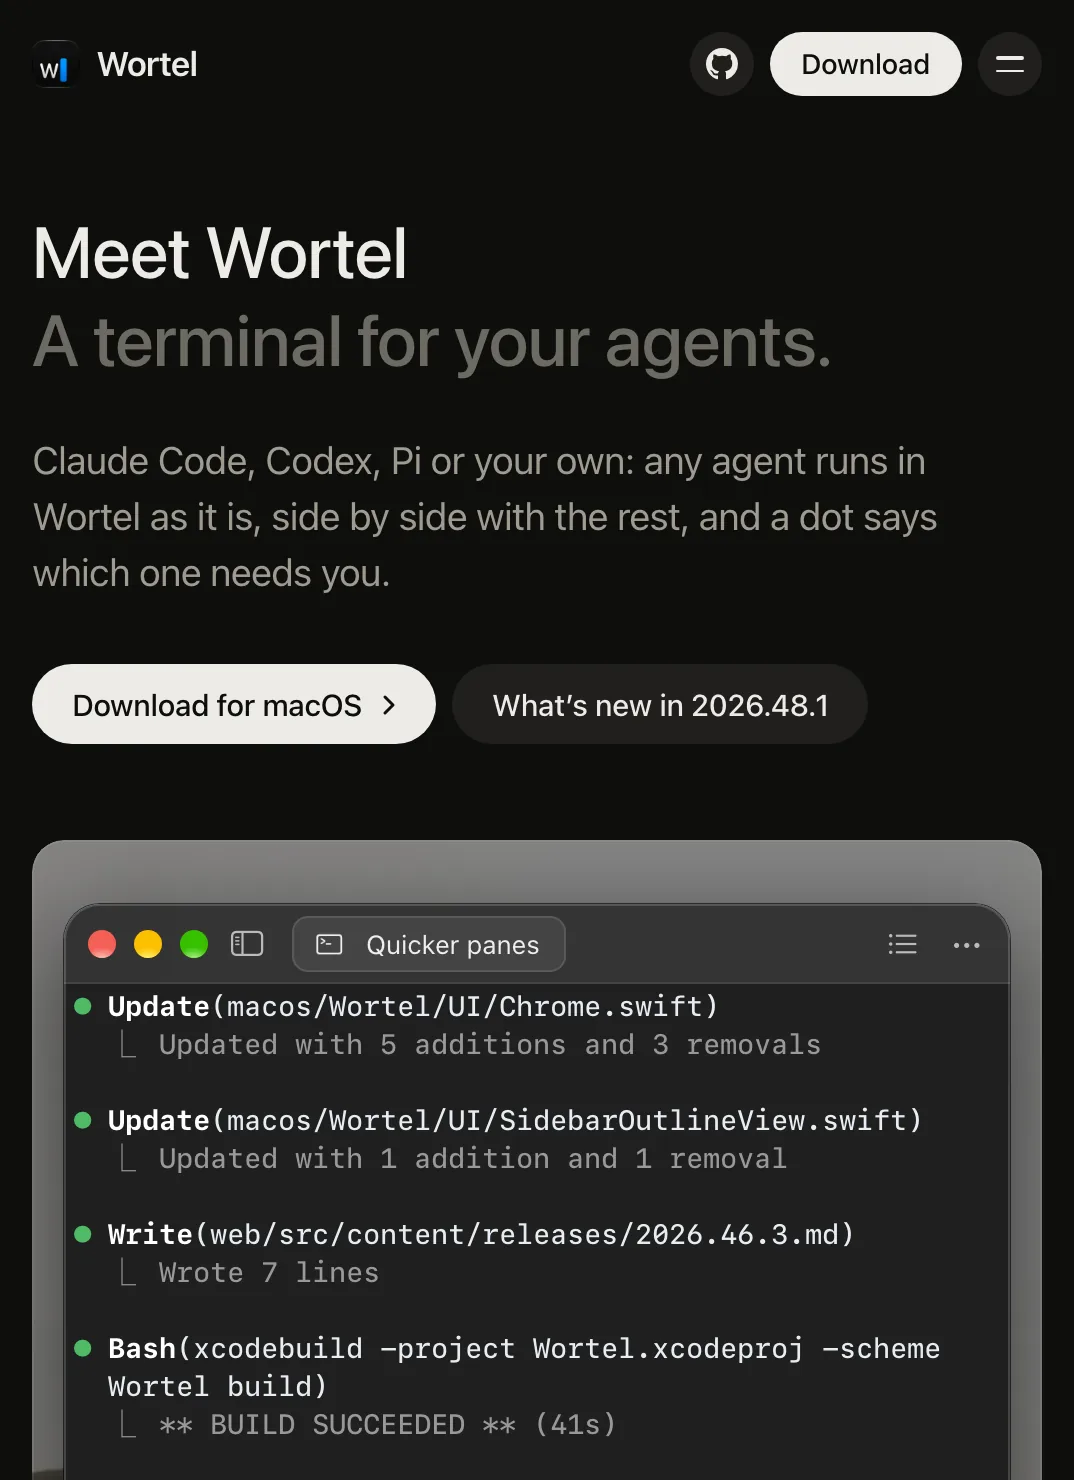 w
Wortel
Download
Meet Wortel
A terminal for your agents.
Claude Code, Codex, Pi or your own: any agent runs in
Wortel as it is, side by side with the rest, and a dot says
which one needs you.
Download for macOS
What’s new in 2026.48.1
Quicker panes
Update(macos/Wortel/UI/Chrome.swift)
Updated with 5 additions and 3 removals
Update(macos/Wortel/UI/SidebarOutlineView.swift)
Updated with 1 addition and 1 removal
Write(web/src/content/releases/2026.46.3.md)
Wrote 7 lines
Bash(xcodebuild –project Wortel.xcodeproj –scheme
Wortel build)
** BUILD SUCCEEDED ** (41s)